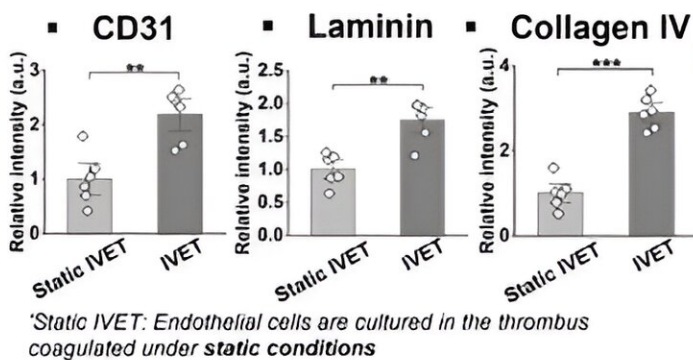 ▪ CD31 ▪ Laminin ▪ Collagen IV
Relative intensity (a.u.)
3
2
1
0
**
Static IVET
IVET
Relative intensity (a.u.)
2.5
2.0
1.5
1.0
0.5
0.0
**
Static IVET
IVET
Relative intensity (a.u.)
4
2
0
***
Static IVET
IVET
*Static IVET: Endothelial cells are cultured in the thrombus
coagulated under static conditions